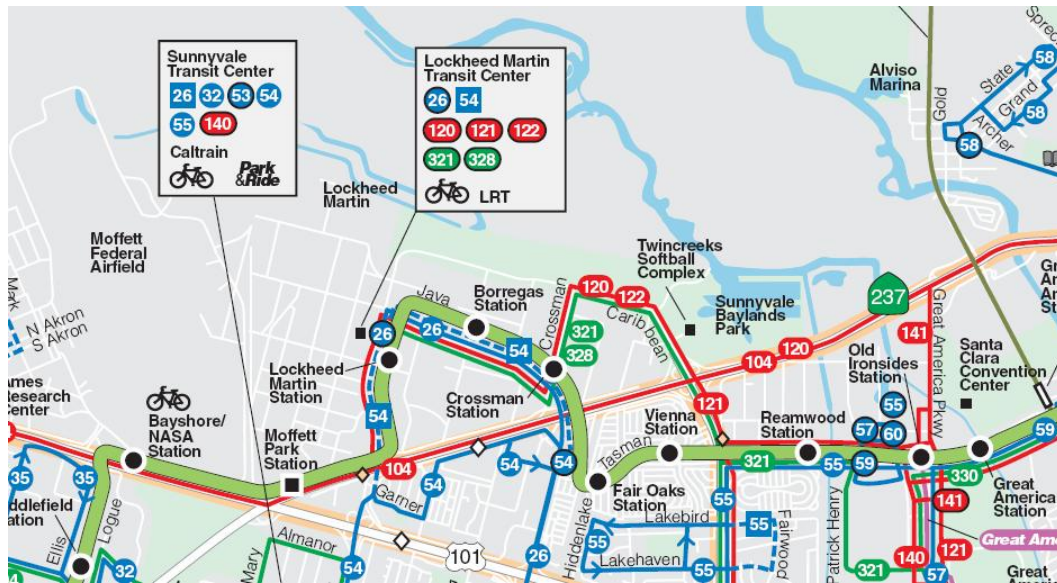 Sunnyvale
Transit Center
26 32 53 54
55 140
Caltrain
Park
&Ride
Lockheed Martin
Transit Center
26 54
120 121 122
321 328
LRT
Alviso
Marina
Gold
State
Grand
Archer
58
58
58
Lockheed
Martin
Moffett
Federal
Airfield
Mark
N Akron
S Akron
Java
Borregas
Station
Crossman
120
122
Caribbean
321
328
Twincreeks
Softball
Complex
Sunnyvale
Baylands
Park
237
Great America Pkwy
141
26
26
54
Lockheed
Martin
Station
Crossman
Station
104
120
Old
Ironsides
Station
Santa
Clara
Convention
Center
Ames
Research
Center
Bayshore/
NASA
Station
Moffett
Park
Station
54
104
121
Vienna
Station
Reamwood
Station
55
57
60
59
59
Tasman
321
55
330
35
35
Logue
Ellis
54
54
54
Garner
Fair Oaks
Station
Great
America
Station
141
Great Ame
Hiddenlake
Lakebird
55
55
Lakehaven
55
55
Fairwood
Patrick Henry
321
140
121
57
Great
101
Almanor
Mary
54
26
32